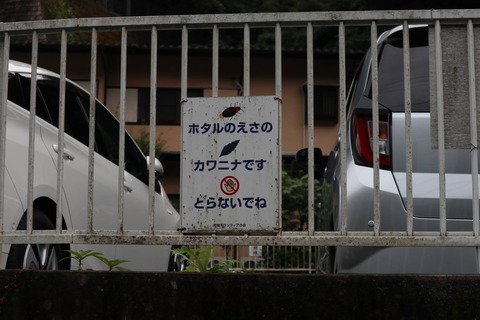 ホタルのえさの
カワニナです
とらないでね